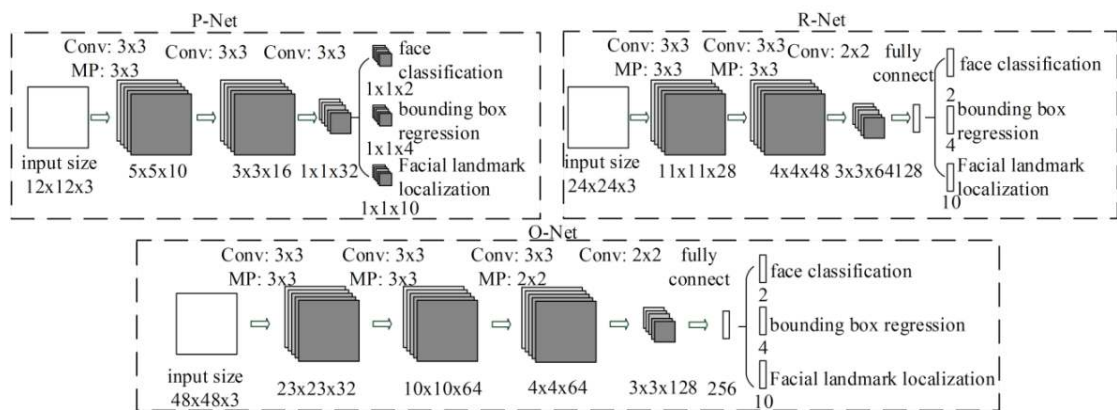 P-Net
Conv: 3x3 Conv: 3x3 Conv: 3x3
MP: 3x3
face
classification
1x1x2
bounding box
regression
1x1x4
Facial landmark
localization
1x1x10
input size
12x12x3
5x5x10
3x3x16
1x1x32
R-Net
Conv: 3x3 Conv: 3x3 Conv: 2x2 fully
MP: 3x3 MP: 3x3 connect
face classification
2
bounding box
regression
4
Facial landmark
localization
10
input size
24x24x3
11x11x28
4x4x48
3x3x64
128
O-Net
Conv: 3x3 Conv: 3x3 Conv: 3x3 Conv: 2x2 fully
MP: 3x3 MP: 3x3 MP: 2x2 connect
face classification
2
bounding box regression
4
Facial landmark localization
10
input size
48x48x3
23x23x32
10x10x64
4x4x64
3x3x128
256